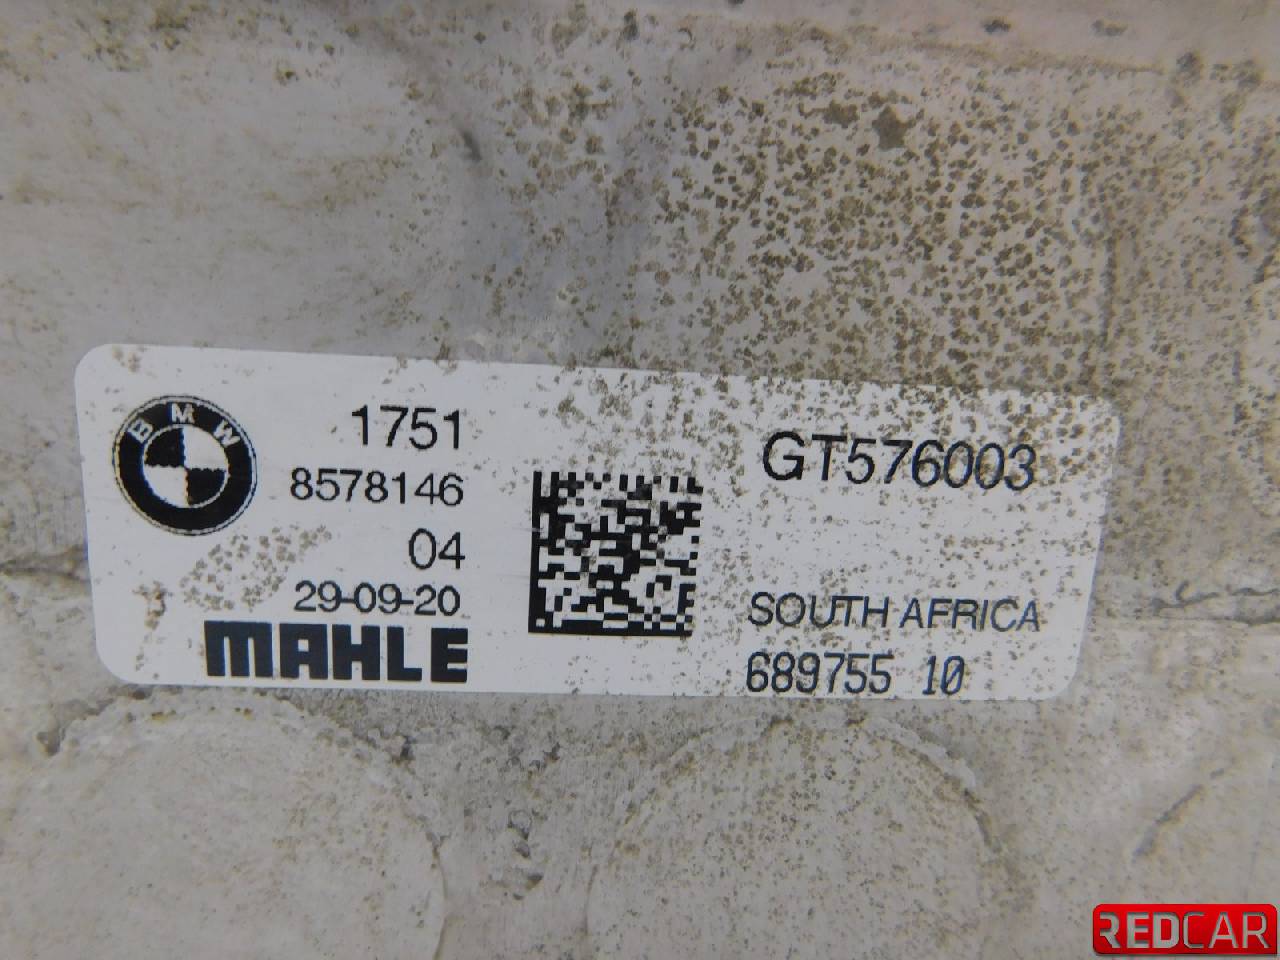 BMW
1751
8578146
04
29-09-20
MAHLE
GT576003
SOUTH AFRICA
689755 10
REDCAR